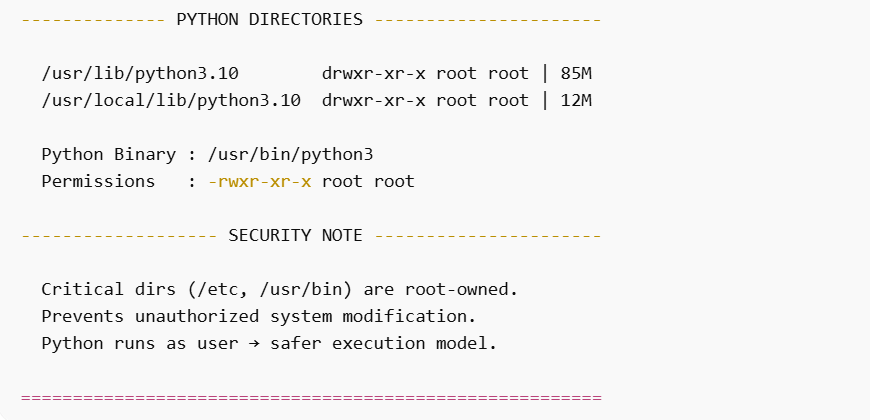 -------------- PYTHON DIRECTORIES ----------------------
/usr/lib/python3.10        drwxr-xr-x root root | 85M
/usr/local/lib/python3.10  drwxr-xr-x root root | 12M
Python Binary : /usr/bin/python3
Permissions   : -rwxr-xr-x root root
------------------- SECURITY NOTE ----------------------
Critical dirs (/etc, /usr/bin) are root-owned.
Prevents unauthorized system modification.
Python runs as user → safer execution model.
========================================================